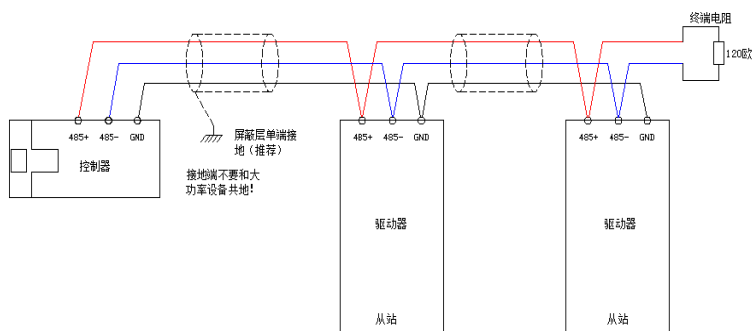 终端电阻
120欧
485+ 485- GND
控制器
屏蔽层单端接
地（推荐）
接地端不要和大
功率设备共地！
485+ 485- GND
驱动器
从站
485+ 485- GND
驱动器
从站